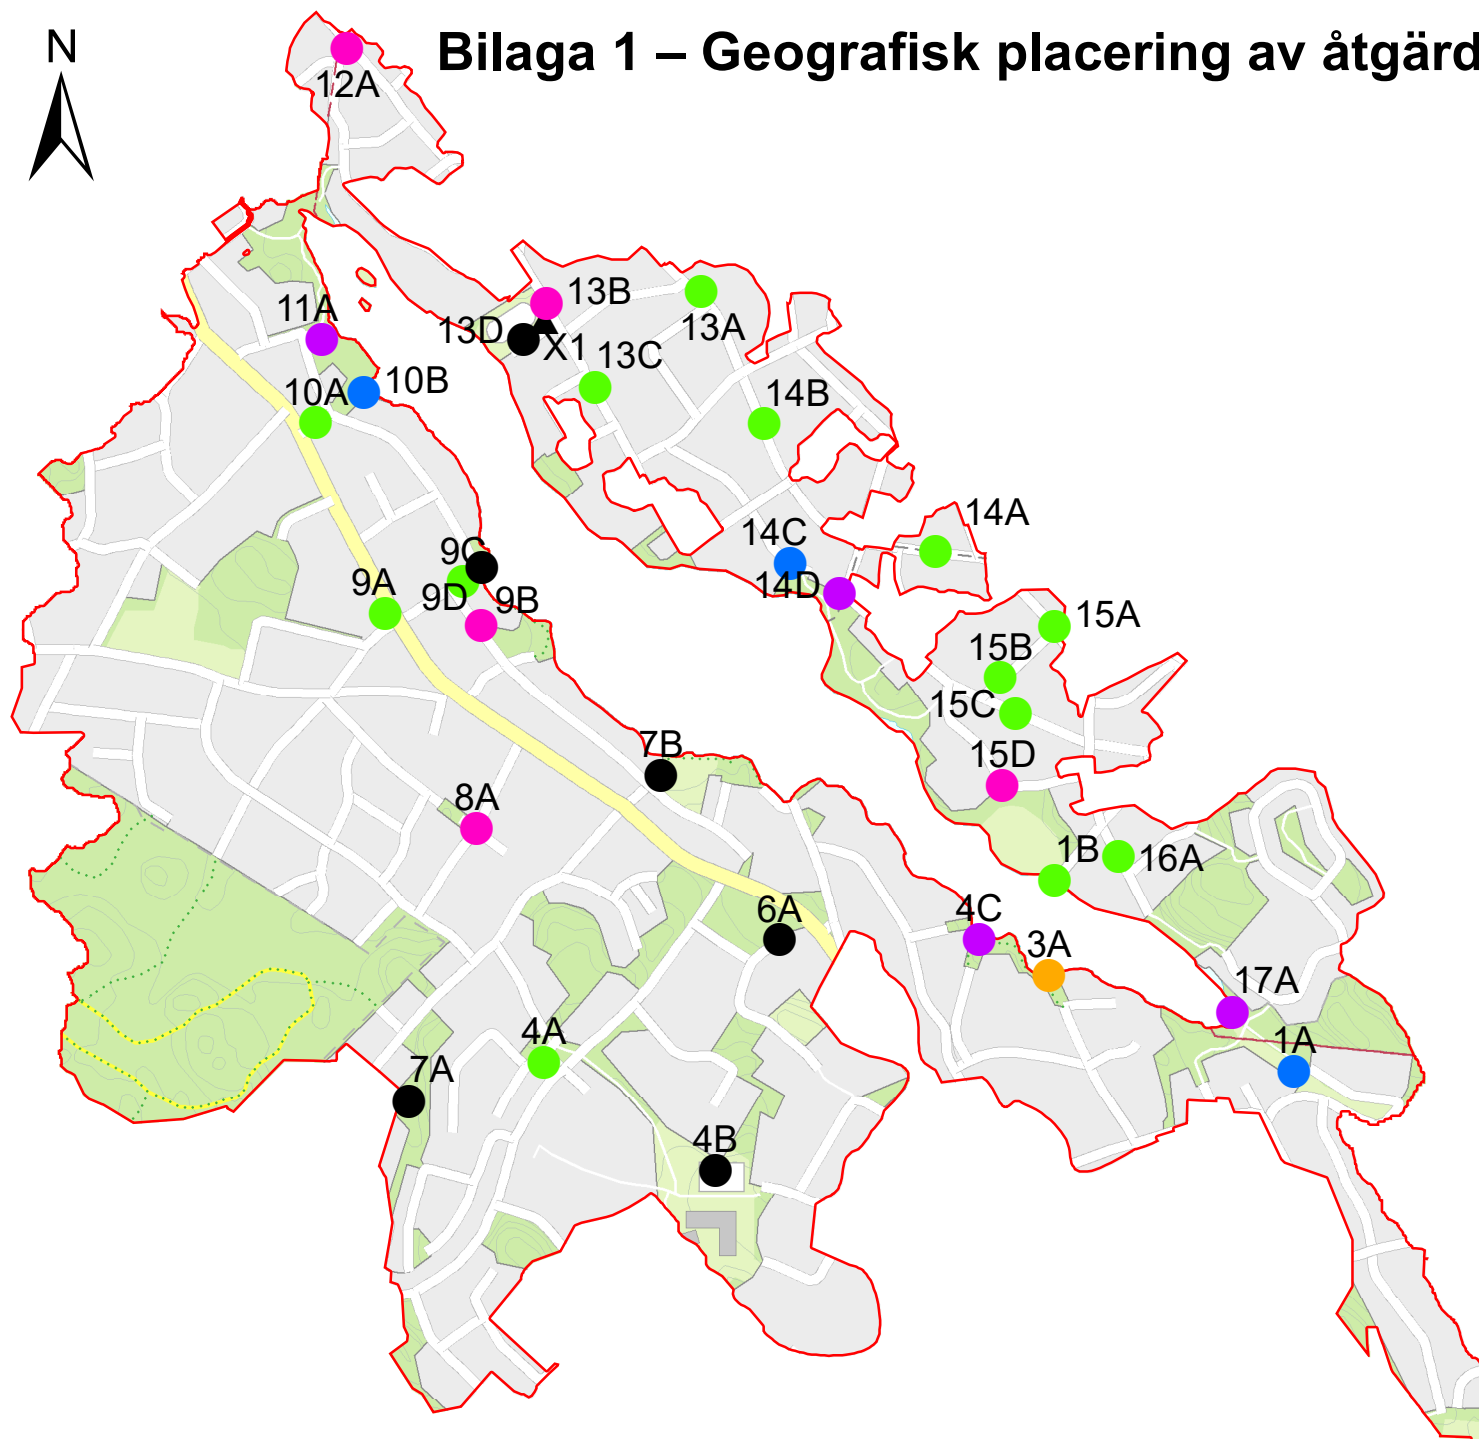 N
Bilaga 1 – Geografisk placering av åtgärd
12A
11A
13B
13D
X1
13A
13C
10B
10A
14B
14A
14C
9C
14D
9A
9D
9B
15A
15B
15C
7B
15D
8A
1B
16A
6A
4C
3A
17A
4A
1A
7A
4B